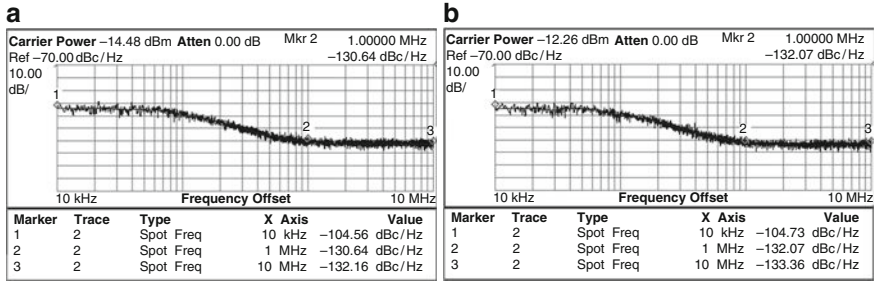 a
Carrier Power –14.48 dBm Atten 0.00 dB Mkr 2 1.00000 MHz
Ref –70.00 dBc/Hz –130.64 dBc/Hz
10.00
dB/
1
2
3
10 kHz Frequency Offset 10 MHz
Marker Trace Type X Axis Value
1 2 Spot Freq 10 kHz –104.56 dBc/Hz
2 2 Spot Freq 1 MHz –130.64 dBc/Hz
3 2 Spot Freq 10 MHz –132.16 dBc/Hz
b
Carrier Power –12.26 dBm Atten 0.00 dB Mkr 2 1.00000 MHz
Ref –70.00 dBc/Hz –132.07 dBc/Hz
10.00
dB/
1
2
3
10 kHz Frequency Offset 10 MHz
Marker Trace Type X Axis Value
1 2 Spot Freq 10 kHz –104.73 dBc/Hz
2 2 Spot Freq 1 MHz –132.07 dBc/Hz
3 2 Spot Freq 10 MHz –133.36 dBc/Hz